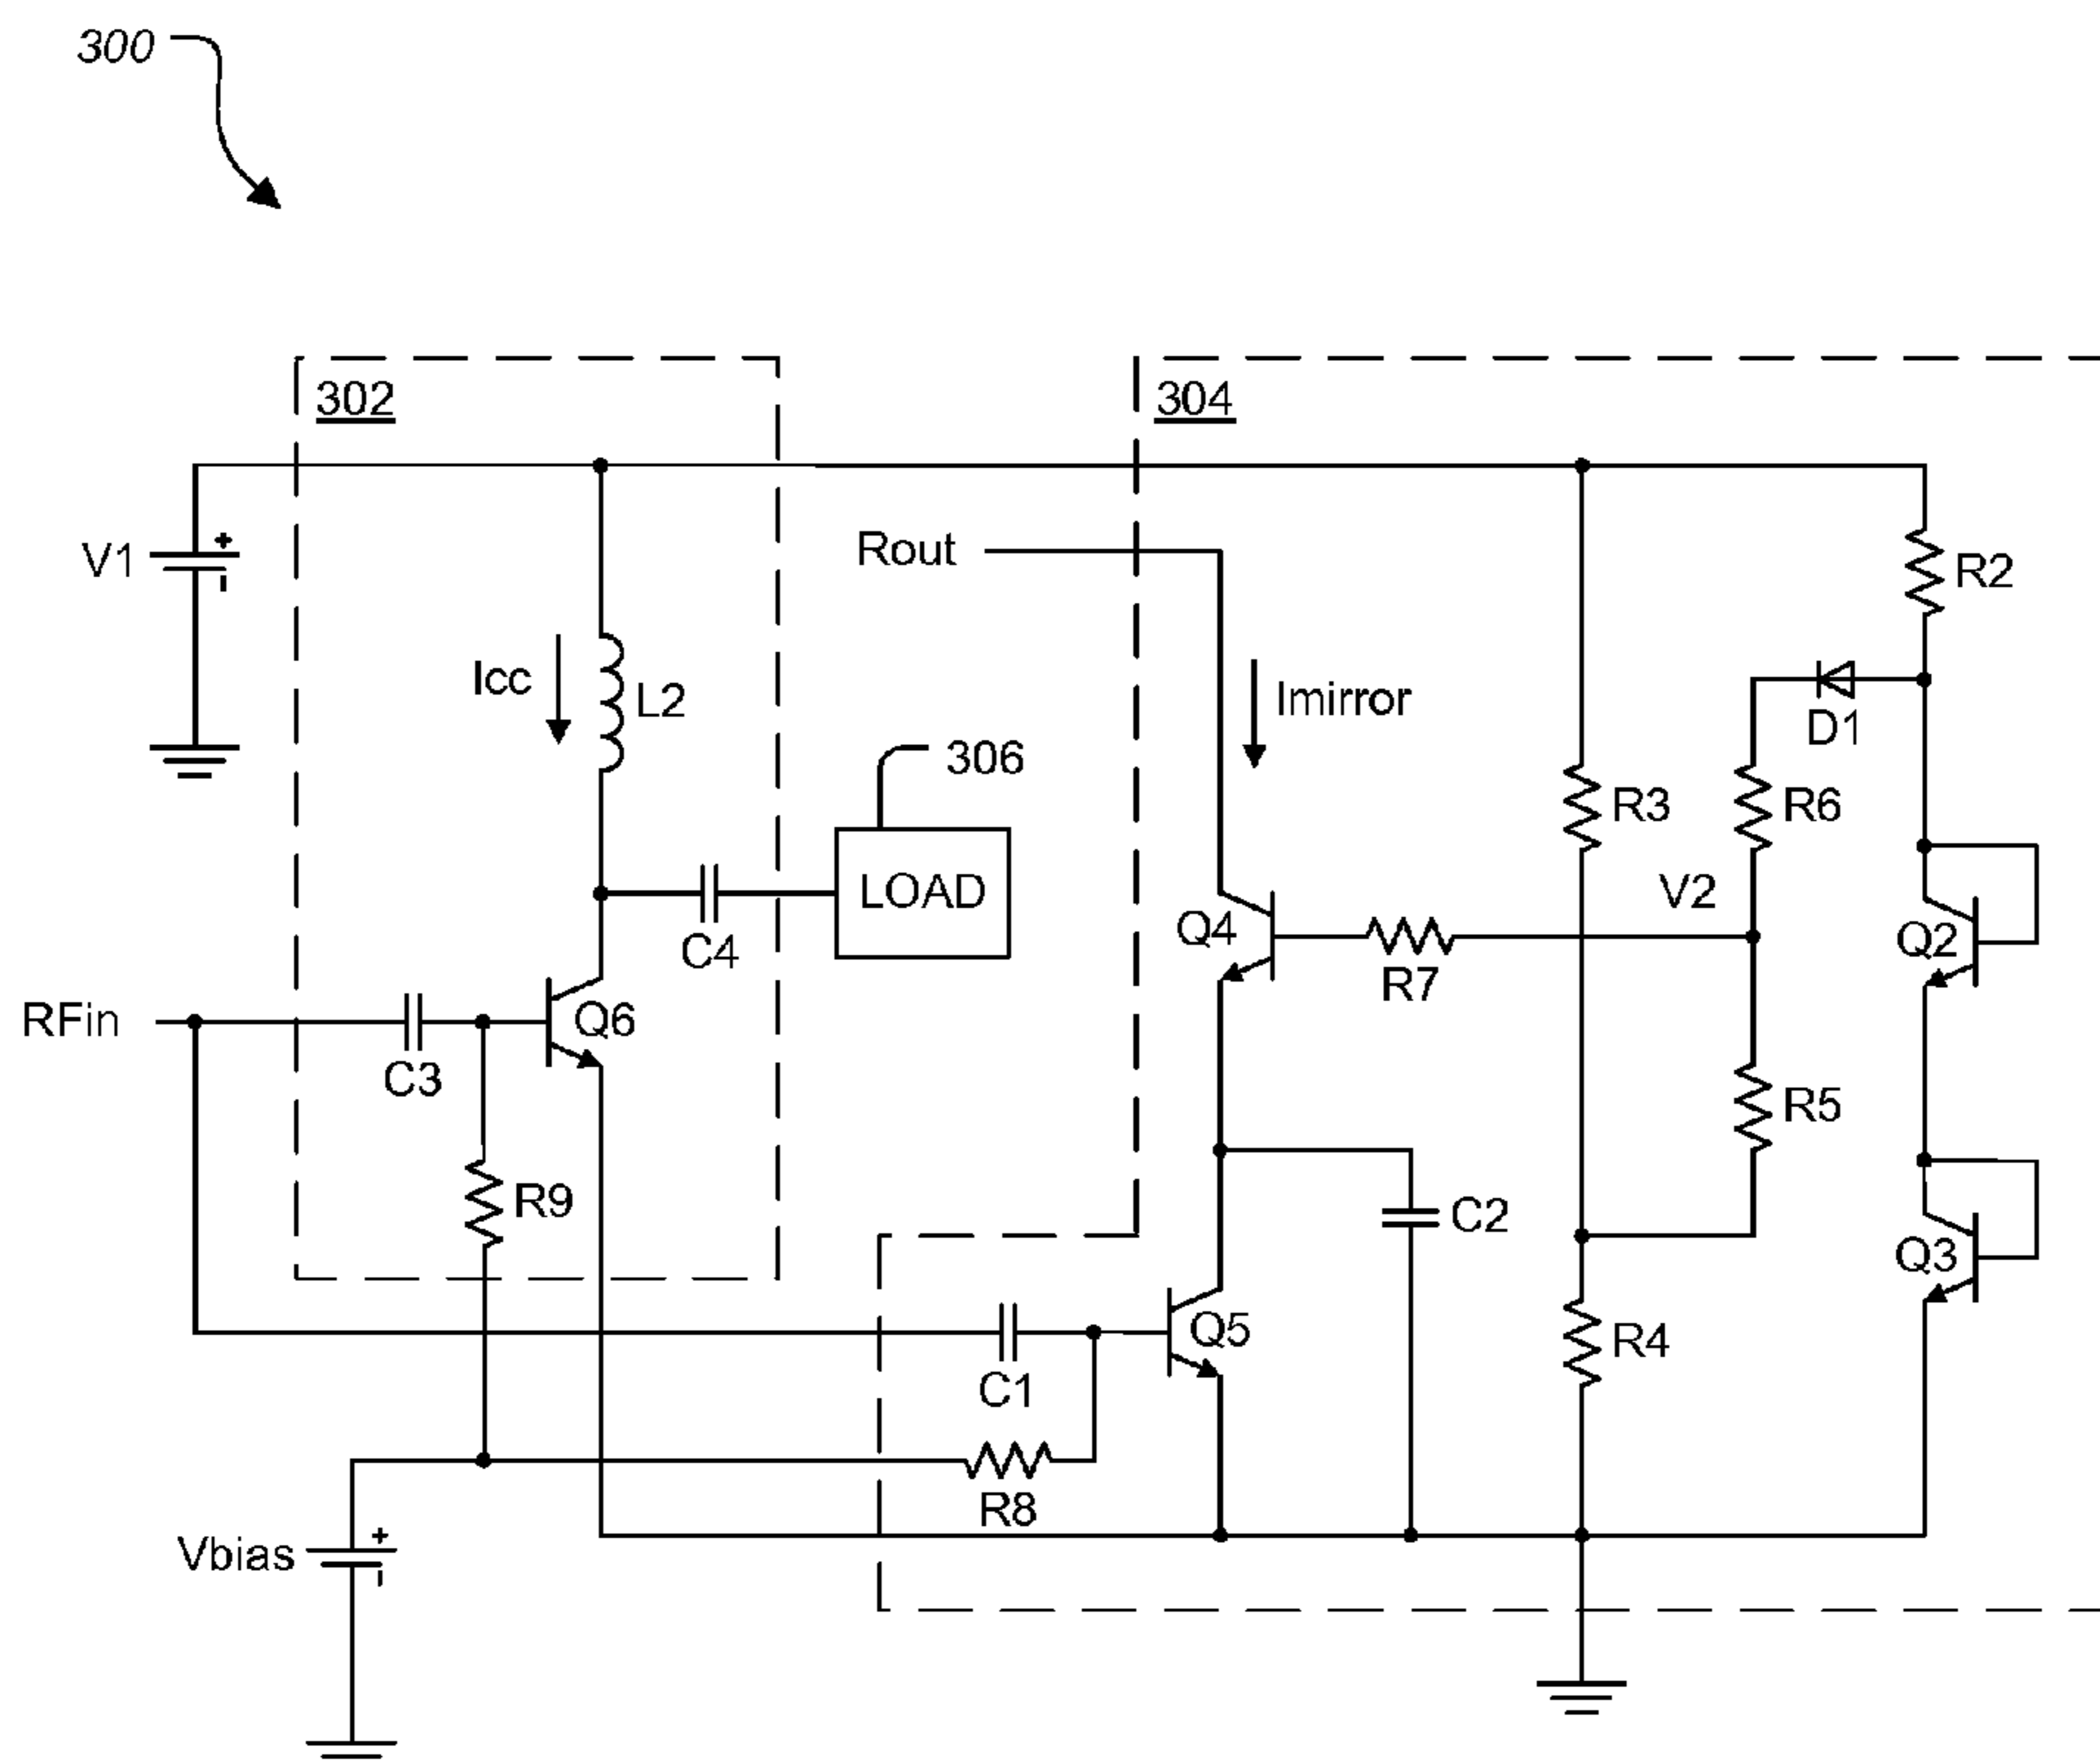 300
302
304
V1
+
Rout
R2
Icc
L2
Imirror
D1
306
R3
R6
LOAD
V2
Q4
Q2
C4
R7
RFin
Q6
C3
R5
R9
C2
Q3
Q5
R4
C1
R8
Vbias
+